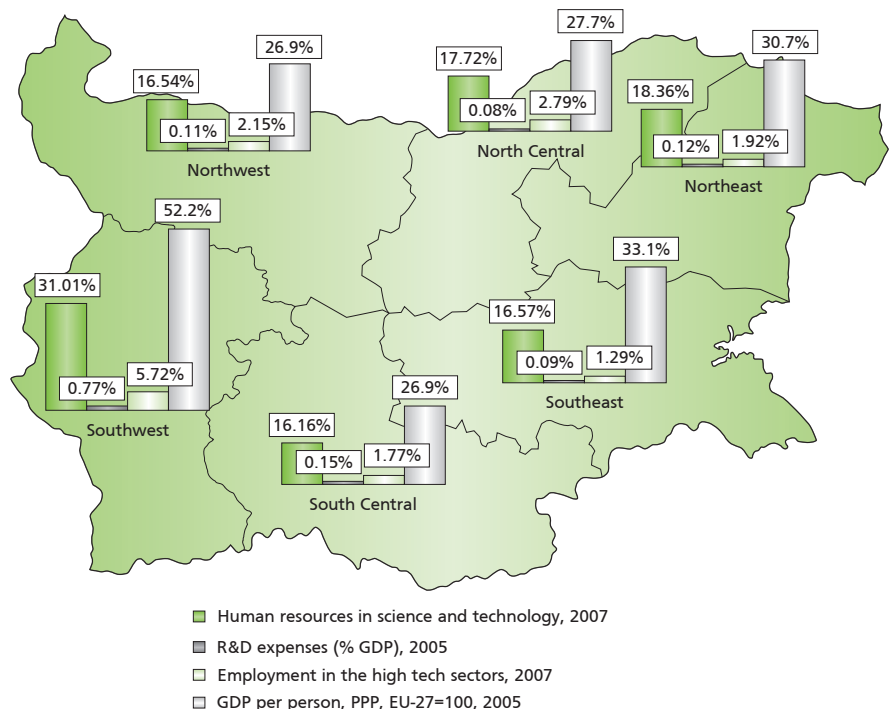 16.54%
0.11%
2.15%
26.9%
Northwest
17.72%
0.08%
2.79%
27.7%
North Central
18.36%
0.12%
1.92%
30.7%
Northeast
31.01%
0.77%
5.72%
52.2%
Southwest
16.16%
0.15%
1.77%
26.9%
South Central
16.57%
0.09%
1.29%
33.1%
Southeast
Human resources in science and technology, 2007
R&D expenses (% GDP), 2005
Employment in the high tech sectors, 2007
GDP per person, PPP, EU-27=100, 2005